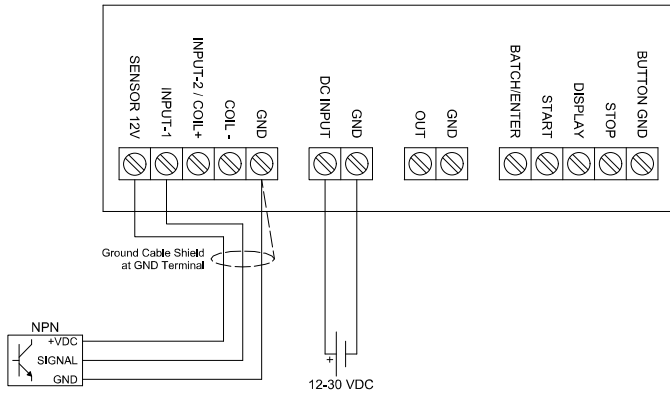 SENSOR 12V
INPUT-1
INPUT-2 / COIL+
COIL-
GND
DC INPUT
GND
OUT
GND
BATCH/ENTER
START
DISPLAY
STOP
BUTTON GND
Ground Cable Shield
at GND Terminal
NPN
+VDC
SIGNAL
GND
+
12-30 VDC